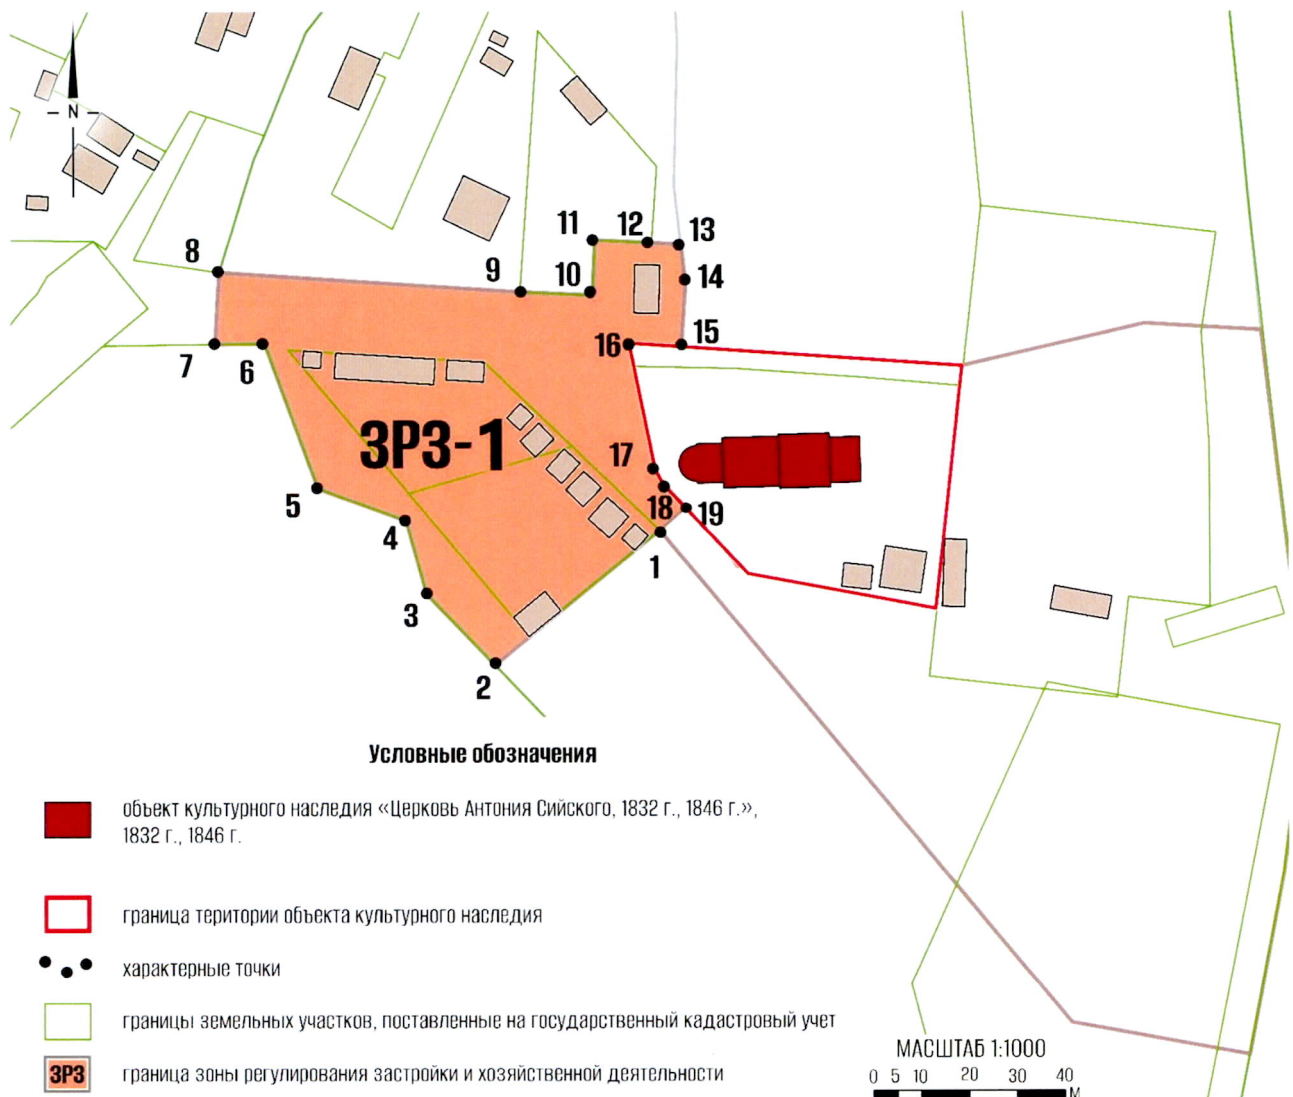 N
11
12
13
8
9
10
14
7
6
16
15
ЗРЗ-1
17
5
4
18
19
1
3
2
Условные обозначения
объект культурного наследия «Церковь Антония Сийского, 1832 г., 1846 г.»,
1832 г., 1846 г.
граница територии объекта культурного наследия
характерные точки
границы земельных участков, поставленные на государственный кадастровый учет
МАСШТАБ 1:1000
ЗРЗ граница зоны регулирования застройки и хозяйственной деятельности
0 5 10 20 30 40
М